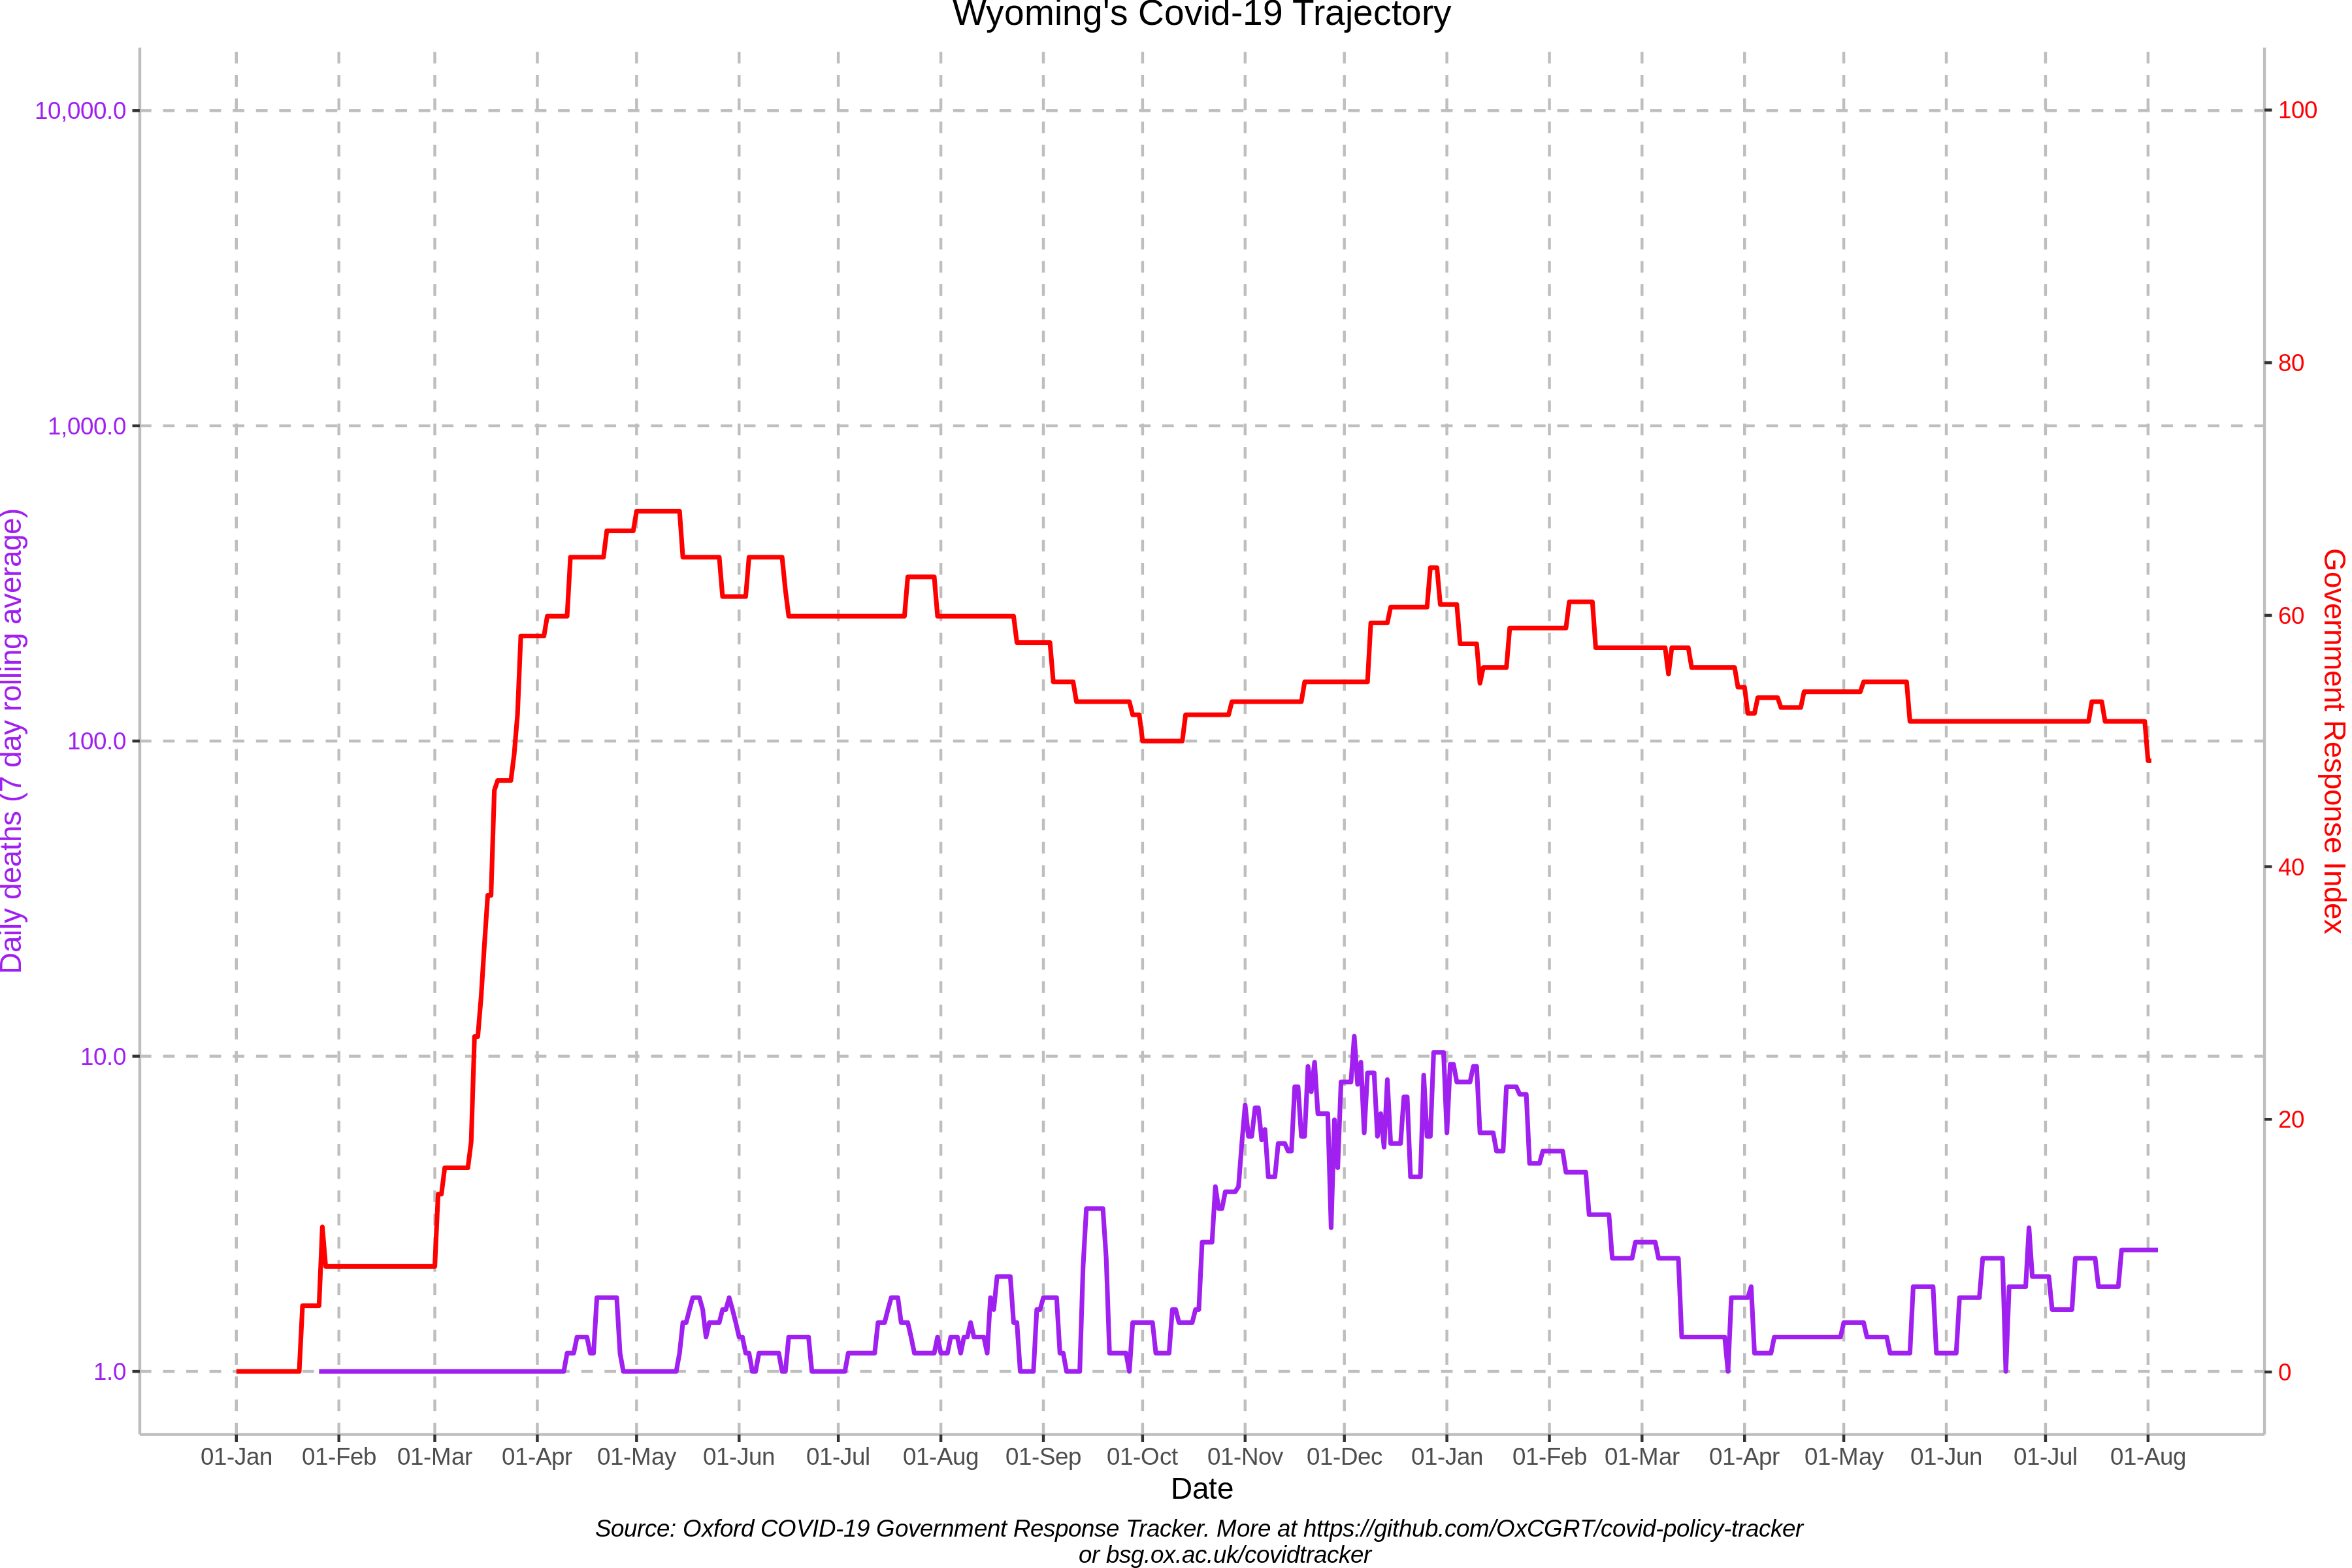 Wyoming's Covid-19 Trajectory
10,000.0
1,000.0
100.0
10.0
1.0
Daily deaths (7 day rolling average)
100
80
60
40
20
0
Government Response Index
01-Jan 01-Feb 01-Mar 01-Apr 01-May 01-Jun 01-Jul 01-Aug 01-Sep 01-Oct 01-Nov 01-Dec 01-Jan 01-Feb 01-Mar 01-Apr 01-May 01-Jun 01-Jul 01-Aug
Date
Source: Oxford COVID-19 Government Response Tracker. More at https://github.com/OxCGRT/covid-policy-tracker
or bsg.ox.ac.uk/covidtracker